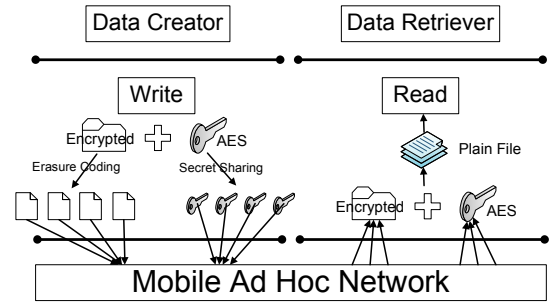 Data Creator
Data Retriever
Write
Read
Encrypted
AES
Plain File
Erasure Coding
Secret Sharing
Encrypted
AES
Mobile Ad Hoc Network